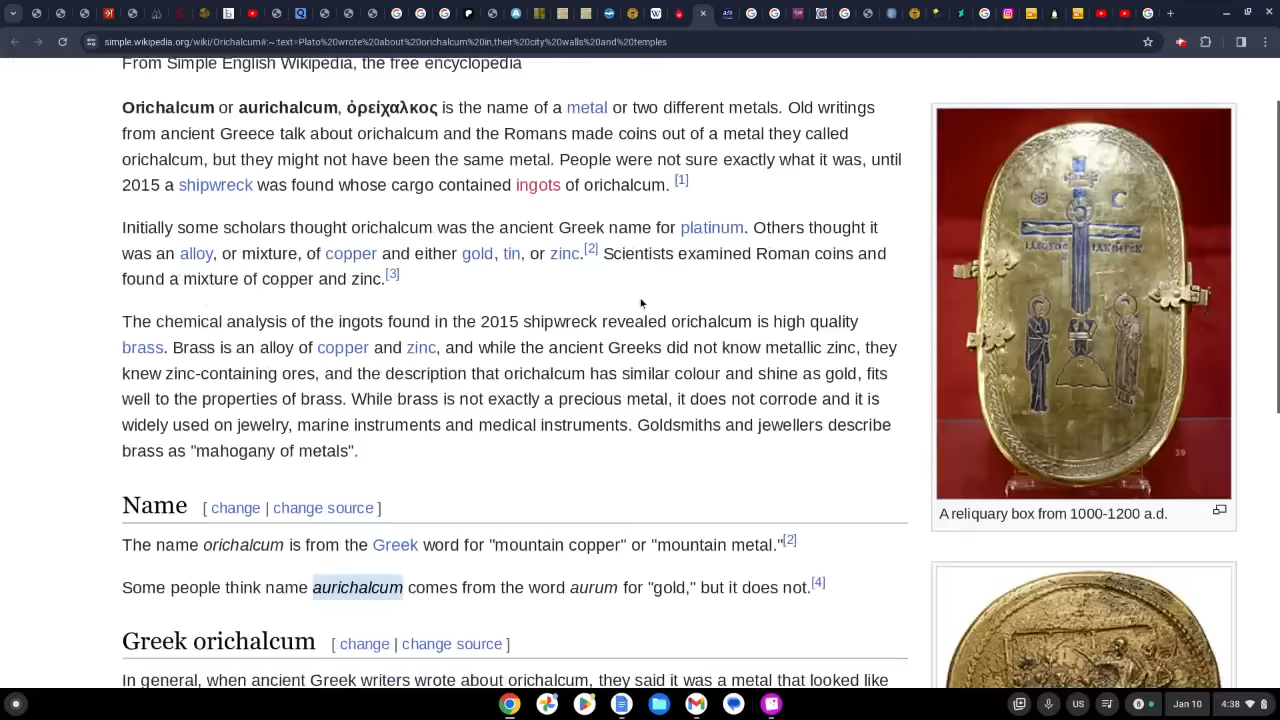 simple.wikipedia.org/wiki/Orichalcum#:~:text=Plato%20wrote%20about%20orichalcum%20in,their%20city%20walls%20and%20temples
From Simple English Wikipedia, the free encyclopedia
Orichalcum or aurichalcum, ὀρείχαλκος is the name of a metal or two different metals. Old writings
from ancient Greece talk about orichalcum and the Romans made coins out of a metal they called
orichalcum, but they might not have been the same metal. People were not sure exactly what it was, until
2015 a shipwreck was found whose cargo contained ingots of orichalcum. [1]
Initially some scholars thought orichalcum was the ancient Greek name for platinum. Others thought it
was an alloy, or mixture, of copper and either gold, tin, or zinc.[2] Scientists examined Roman coins and
found a mixture of copper and zinc.[3]
The chemical analysis of the ingots found in the 2015 shipwreck revealed orichalcum is high quality
brass. Brass is an alloy of copper and zinc, and while the ancient Greeks did not know metallic zinc, they
knew zinc-containing ores, and the description that orichalcum has similar colour and shine as gold, fits
well to the properties of brass. While brass is not exactly a precious metal, it does not corrode and it is
widely used on jewelry, marine instruments and medical instruments. Goldsmiths and jewellers describe
brass as "mahogany of metals".
Name [ change | change source ]
The name orichalcum is from the Greek word for "mountain copper" or "mountain metal."[2]
Some people think name aurichalcum comes from the word aurum for "gold," but it does not.[4]
Greek orichalcum [ change | change source ]
In general, when ancient Greek writers wrote about orichalcum, they said it was a metal that looked like
39
A reliquary box from 1000-1200 a.d.
US
8
Jan 10
4:38